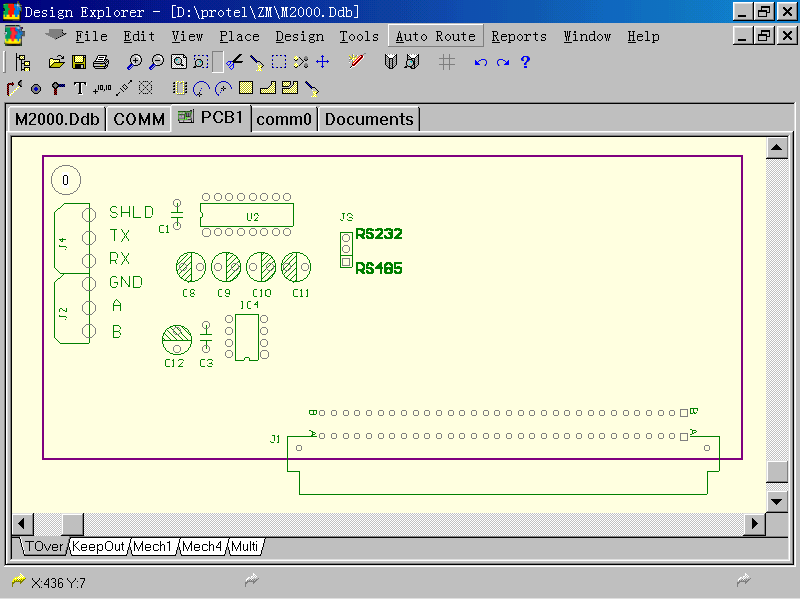 Design Explorer - [D:\protel\ZM\M2000.Ddb]
File Edit View Place Design Tools Auto Route Reports Window Help
M2000.Ddb COMM PCB1 comm0 Documents
0
SHLD
TX
RX
GND
A
B
J4
J2
C1
U2
J3
RS232
RS485
C8 C9 C10 C11
IC4
C12 C3
B B
A A
J1
TOver KeepOut Mech1 Mech4 Multi
X:436 Y:7